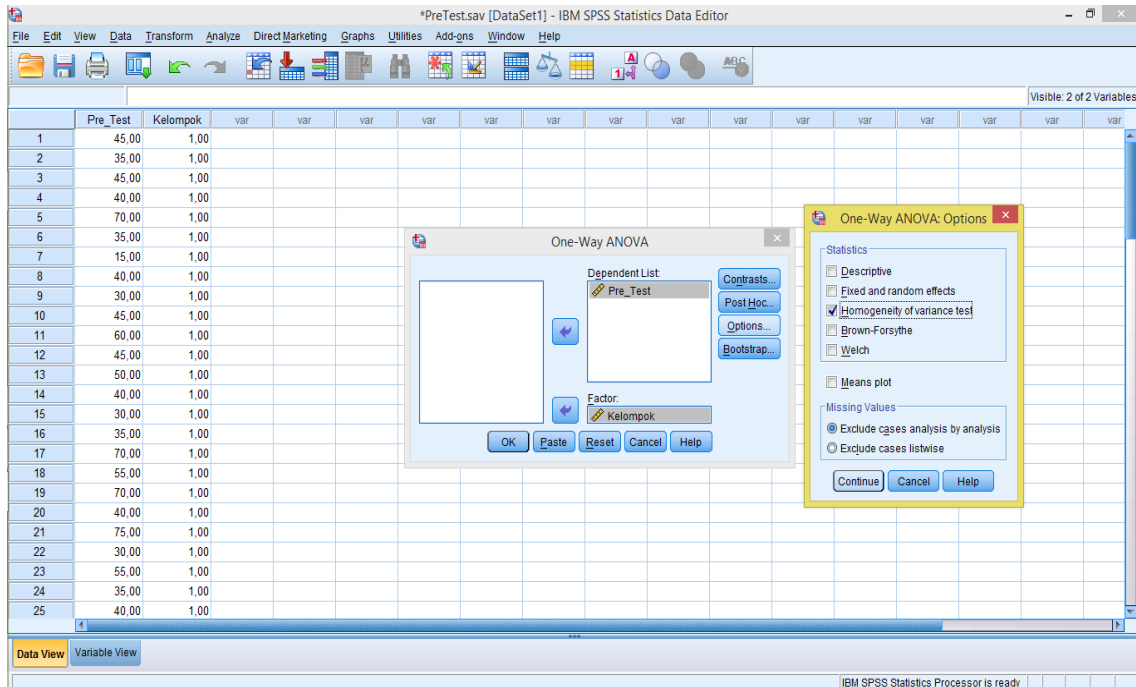 *PreTest.sav [DataSet1] - IBM SPSS Statistics Data Editor
File Edit View Data Transform Analyze Direct Marketing Graphs Utilities Add-ons Window Help
Visible: 2 of 2 Variables
Pre_Test Kelompok var var var var var var var var var var var var var var var
1 45,00 1,00
2 35,00 1,00
3 45,00 1,00
4 40,00 1,00
5 70,00 1,00
6 35,00 1,00
7 15,00 1,00
8 40,00 1,00
9 30,00 1,00
10 45,00 1,00
11 60,00 1,00
12 45,00 1,00
13 50,00 1,00
14 40,00 1,00
15 30,00 1,00
16 35,00 1,00
17 70,00 1,00
18 55,00 1,00
19 70,00 1,00
20 40,00 1,00
21 75,00 1,00
22 30,00 1,00
23 55,00 1,00
24 35,00 1,00
25 40,00 1,00
One-Way ANOVA
Dependent List:
Pre_Test
Factor:
Kelompok
Contrasts...
Post Hoc...
Options...
Bootstrap...
OK Paste Reset Cancel Help
One-Way ANOVA: Options
Statistics
Descriptive
Fixed and random effects
Homogeneity of variance test
Brown-Forsythe
Welch
Means plot
Missing Values
Exclude cases analysis by analysis
Exclude cases listwise
Continue Cancel Help
Data View Variable View
IBM SPSS Statistics Processor is ready